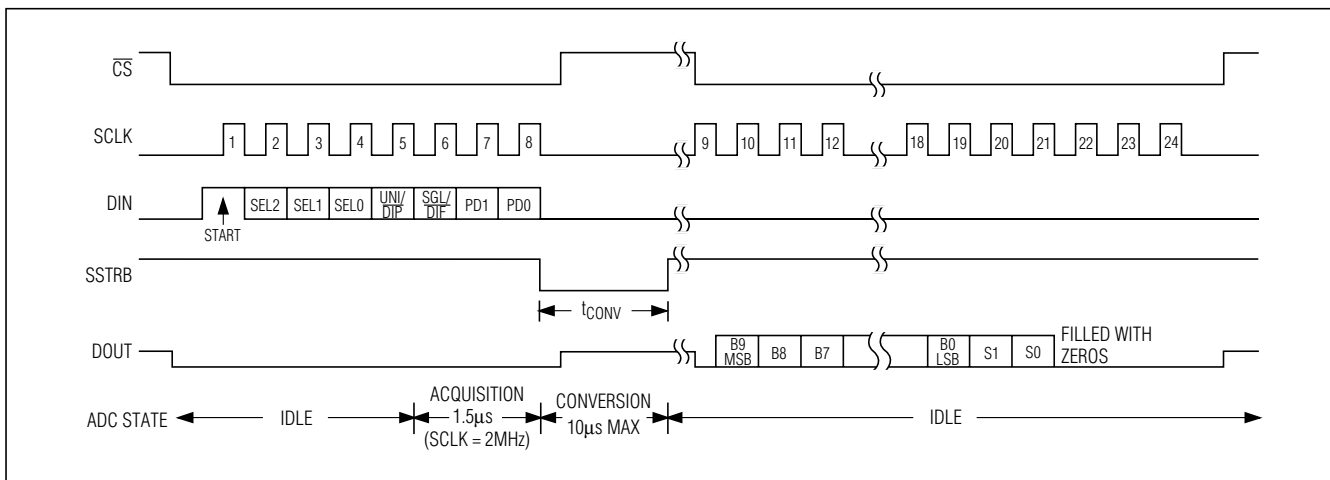 CS
SCLK
1 2 3 4 5 6 7 8 9 10 11 12 18 19 20 21 22 23 24
DIN
SEL2 SEL1 SEL0 UNI/ DIP SGL/ DIF PD1 PD0
START
SSTRB
tCONV
DOUT
B9 MSB B8 B7 B0 LSB S1 S0 FILLED WITH ZEROS
ADC STATE
IDLE
ACQUISITION
1.5µs
(SCLK = 2MHz)
CONVERSION
10µs MAX
IDLE